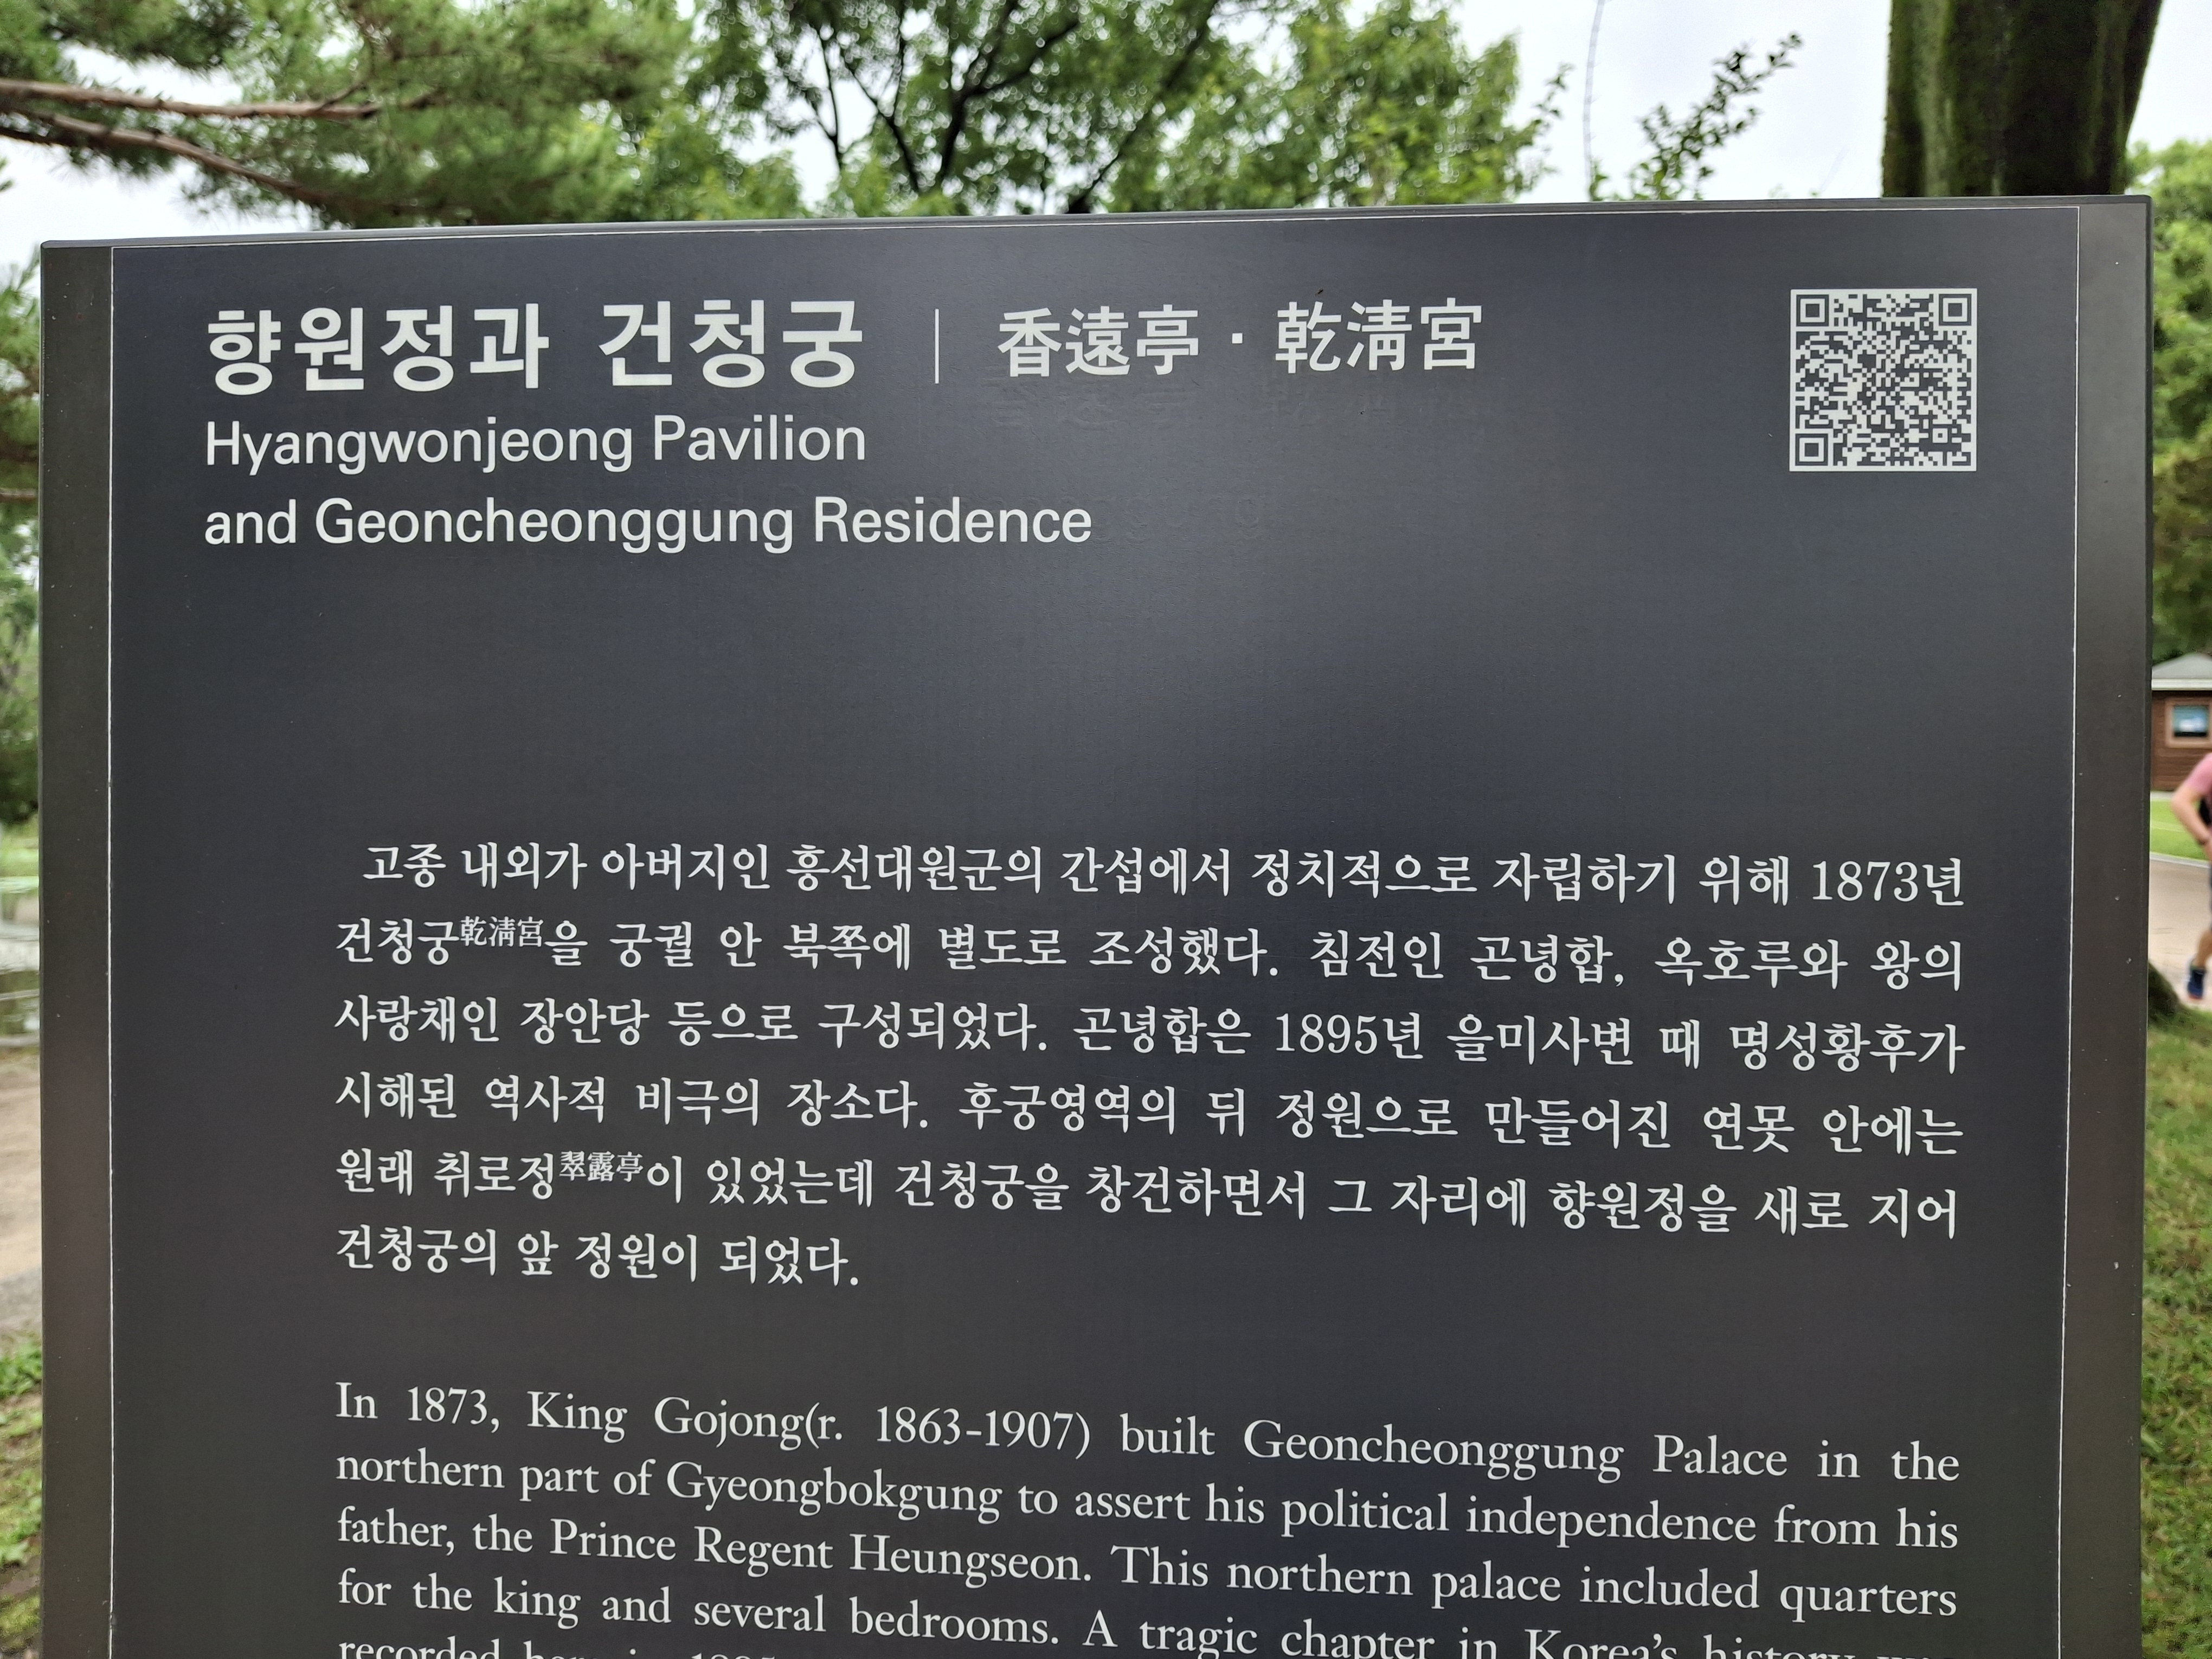 향원정과 건청궁 | 香遠亭 · 乾淸宮
Hyangwonjeong Pavilion
and Geoncheonggung Residence
고종 내외가 아버지인 흥선대원군의 간섭에서 정치적으로 자립하기 위해 1873년
건청궁乾淸宮을 궁궐 안 북쪽에 별도로 조성했다. 침전인 곤녕합, 옥호루와 왕의
사랑채인 장안당 등으로 구성되었다. 곤녕합은 1895년 을미사변 때 명성황후가
시해된 역사적 비극의 장소다. 후궁영역의 뒤 정원으로 만들어진 연못 안에는
원래 취로정翠露亭이 있었는데 건청궁을 창건하면서 그 자리에 향원정을 새로 지어
건청궁의 앞 정원이 되었다.
In 1873, King Gojong(r. 1863-1907) built Geoncheonggung Palace in the
northern part of Gyeongbokgung to assert his political independence from his
father, the Prince Regent Heungseon. This northern palace included quarters
for the king and several bedrooms. A tragic chapter in Korea's history
recorded